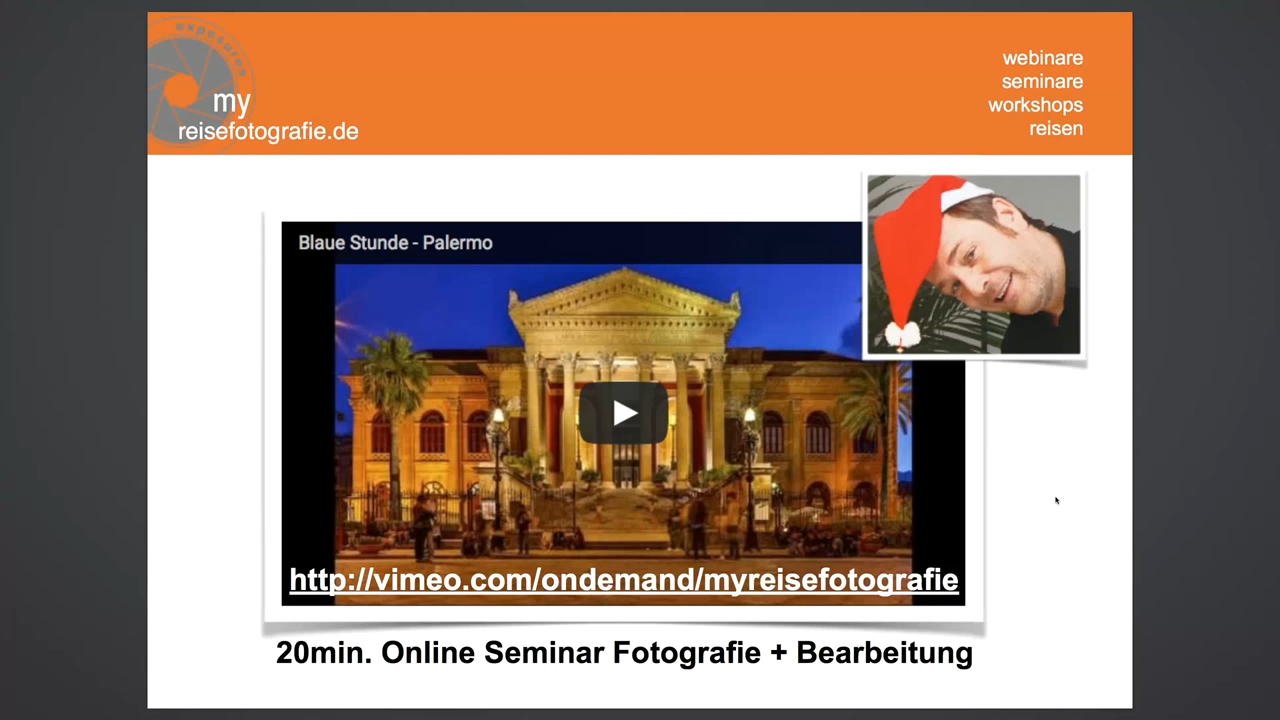 exposures
my
reisefotografie.de
webinare
seminare
workshops
reisen
Blaue Stunde - Palermo
http://vimeo.com/ondemand/myreisefotografie
20min. Online Seminar Fotografie + Bearbeitung